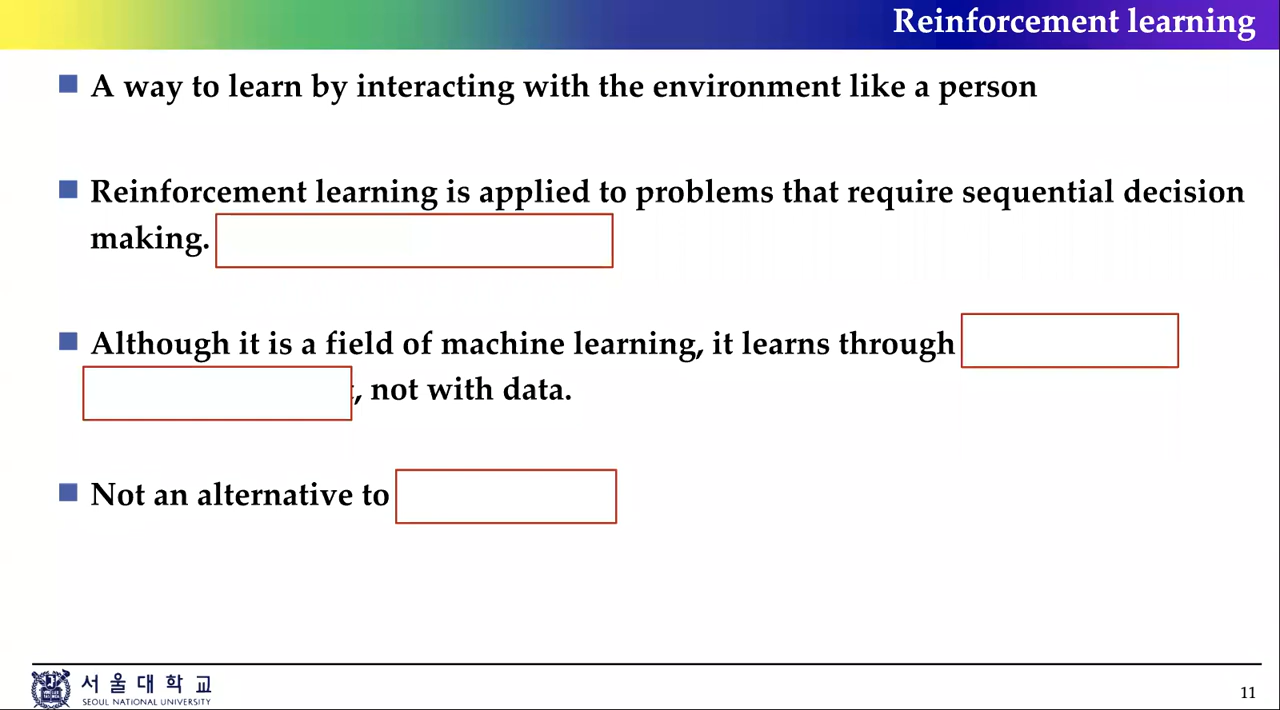 Reinforcement learning
A way to learn by interacting with the environment like a person
Reinforcement learning is applied to problems that require sequential decision
making.
Although it is a field of machine learning, it learns through
, not with data.
Not an alternative to
서울대학교
SEOUL NATIONAL UNIVERSITY
11